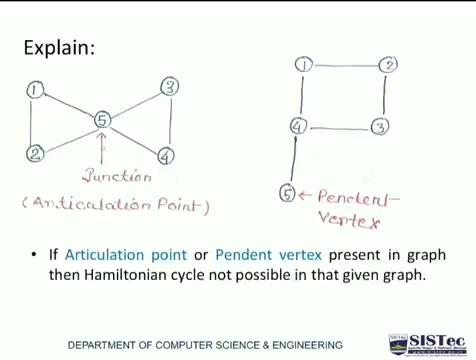 Explain:
1
3
5
2
4
Junction
(Anticulation Point)
1
2
4
3
5 ← Pendent-
Vertex
• If Articulation point or Pendent vertex present in graph
then Hamiltonian cycle not possible in that given graph.
DEPARTMENT OF COMPUTER SCIENCE & ENGINEERING
SISTec